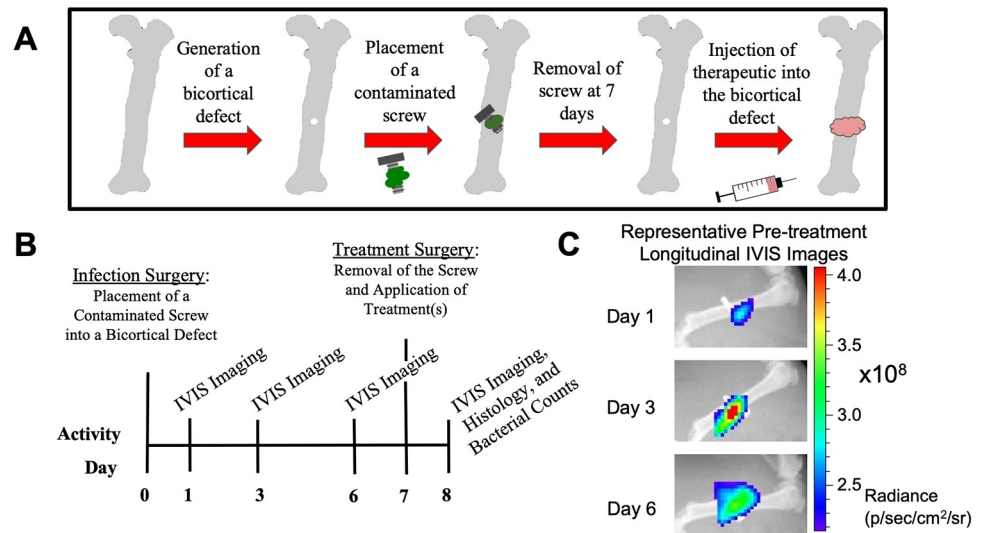 A
Generation
of a
bicortical
defect
Placement
of a
contaminated
screw
Removal of
screw at 7
days
Injection of
therapeutic into
the bicortical
defect
B
Infection Surgery:
Placement of a
Contaminated Screw
into a Bicortical Defect
Treatment Surgery:
Removal of the Screw
and Application of
Treatment(s)
IVIS Imaging
IVIS Imaging
IVIS Imaging
IVIS Imaging,
Histology, and
Bacterial Counts
Activity
Day
0 1 3 6 7 8
C
Representative Pre-treatment
Longitudinal IVIS Images
Day 1
Day 3
Day 6
4.0
3.5
x10⁸
3.0
2.5
Radiance
(p/sec/cm²/sr)